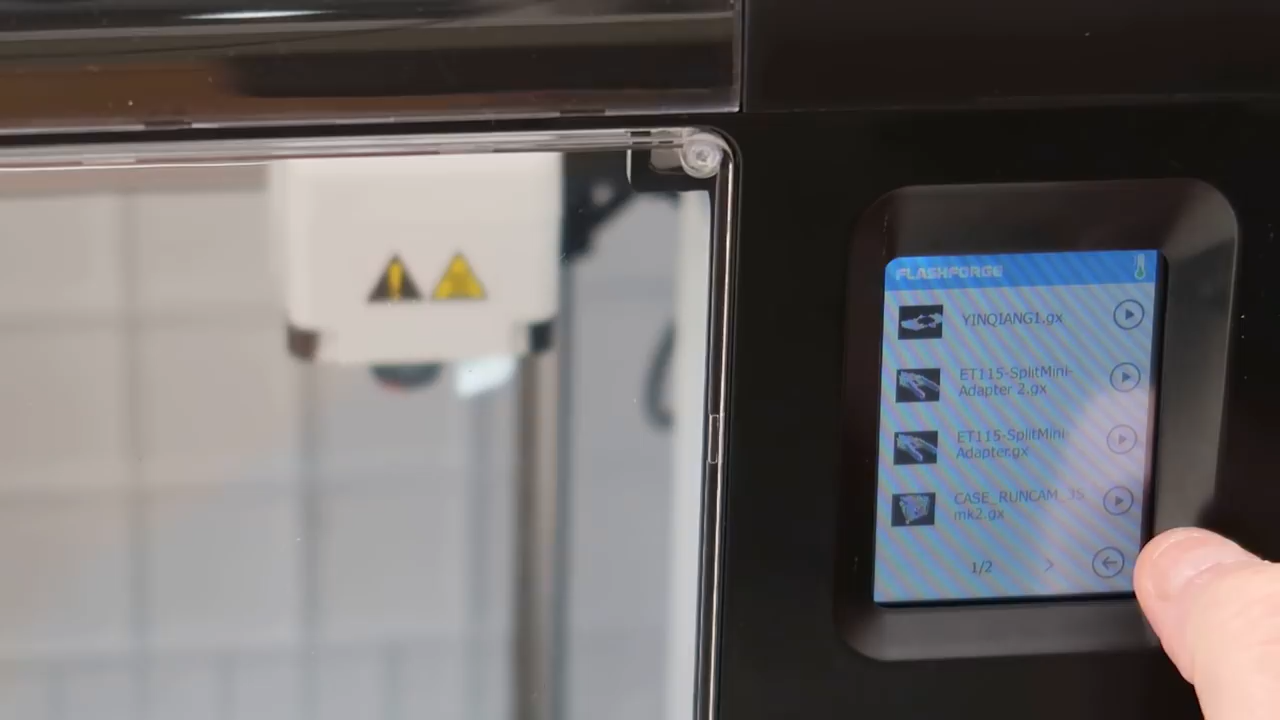 FLASHFORGE
YINQIANG1.gx
ET115-SplitMini-
Adapter 2.gx
ET115-SplitMini-
Adapter.gx
CASE_RUNCAM_3S
mk2.gx
1/2 >